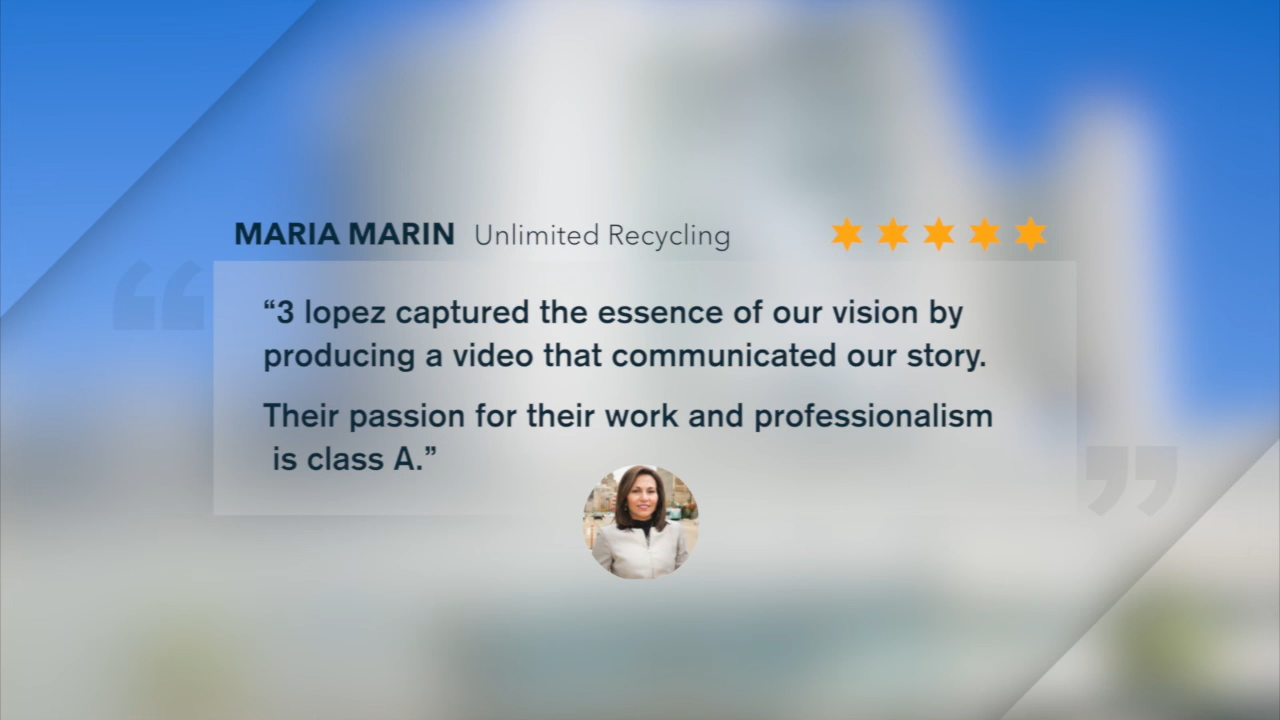 MARIA MARIN Unlimited Recycling
“3 lopez captured the essence of our vision by
producing a video that communicated our story.
Their passion for their work and professionalism
is class A.”